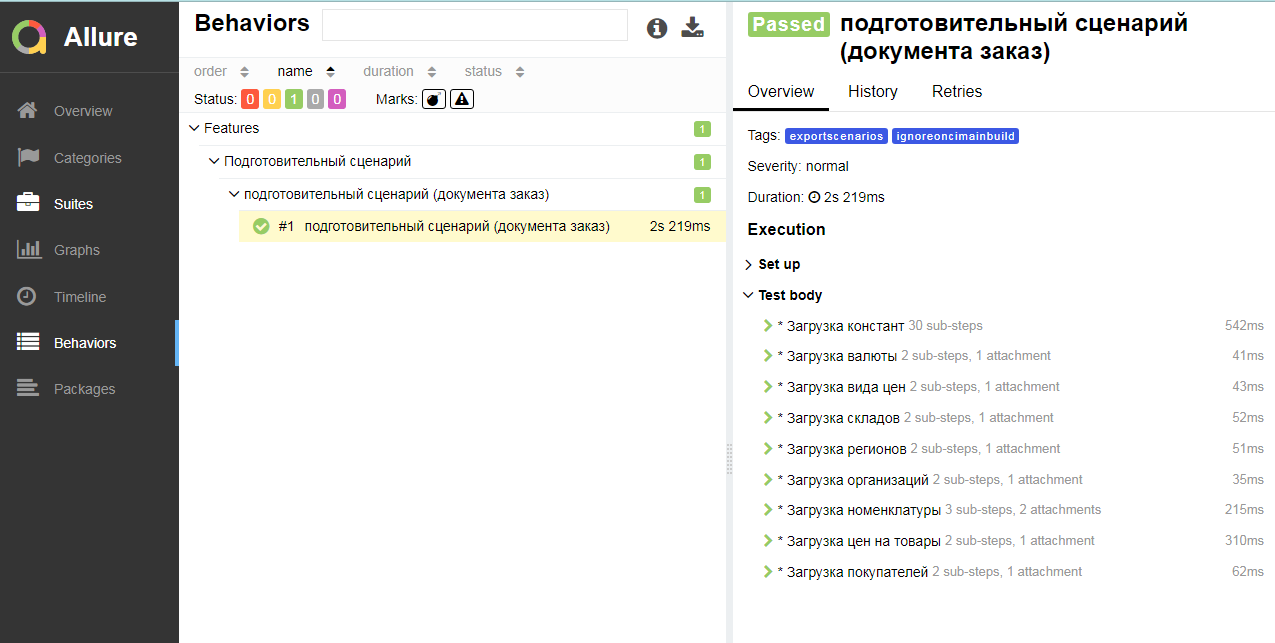 Allure
Overview
Categories
Suites
Graphs
Timeline
Behaviors
Packages
Behaviors
order name duration status
Status: 0 0 1 0 0 Marks:
Features 1
Подготовительный сценарий 1
подготовительный сценарий (документа заказ) 1
#1 подготовительный сценарий (документа заказ) 2s 219ms
Passed подготовительный сценарий
(документа заказ)
Overview History Retries
Tags: exportscenarios ignoreoncimainbuild
Severity: normal
Duration: 2s 219ms
Execution
Set up
Test body
* Загрузка констант 30 sub-steps 542ms
* Загрузка валюты 2 sub-steps, 1 attachment 41ms
* Загрузка вида цен 2 sub-steps, 1 attachment 43ms
* Загрузка складов 2 sub-steps, 1 attachment 52ms
* Загрузка регионов 2 sub-steps, 1 attachment 51ms
* Загрузка организаций 2 sub-steps, 1 attachment 35ms
* Загрузка номенклатуры 3 sub-steps, 2 attachments 215ms
* Загрузка цен на товары 2 sub-steps, 1 attachment 310ms
* Загрузка покупателей 2 sub-steps, 1 attachment 62ms